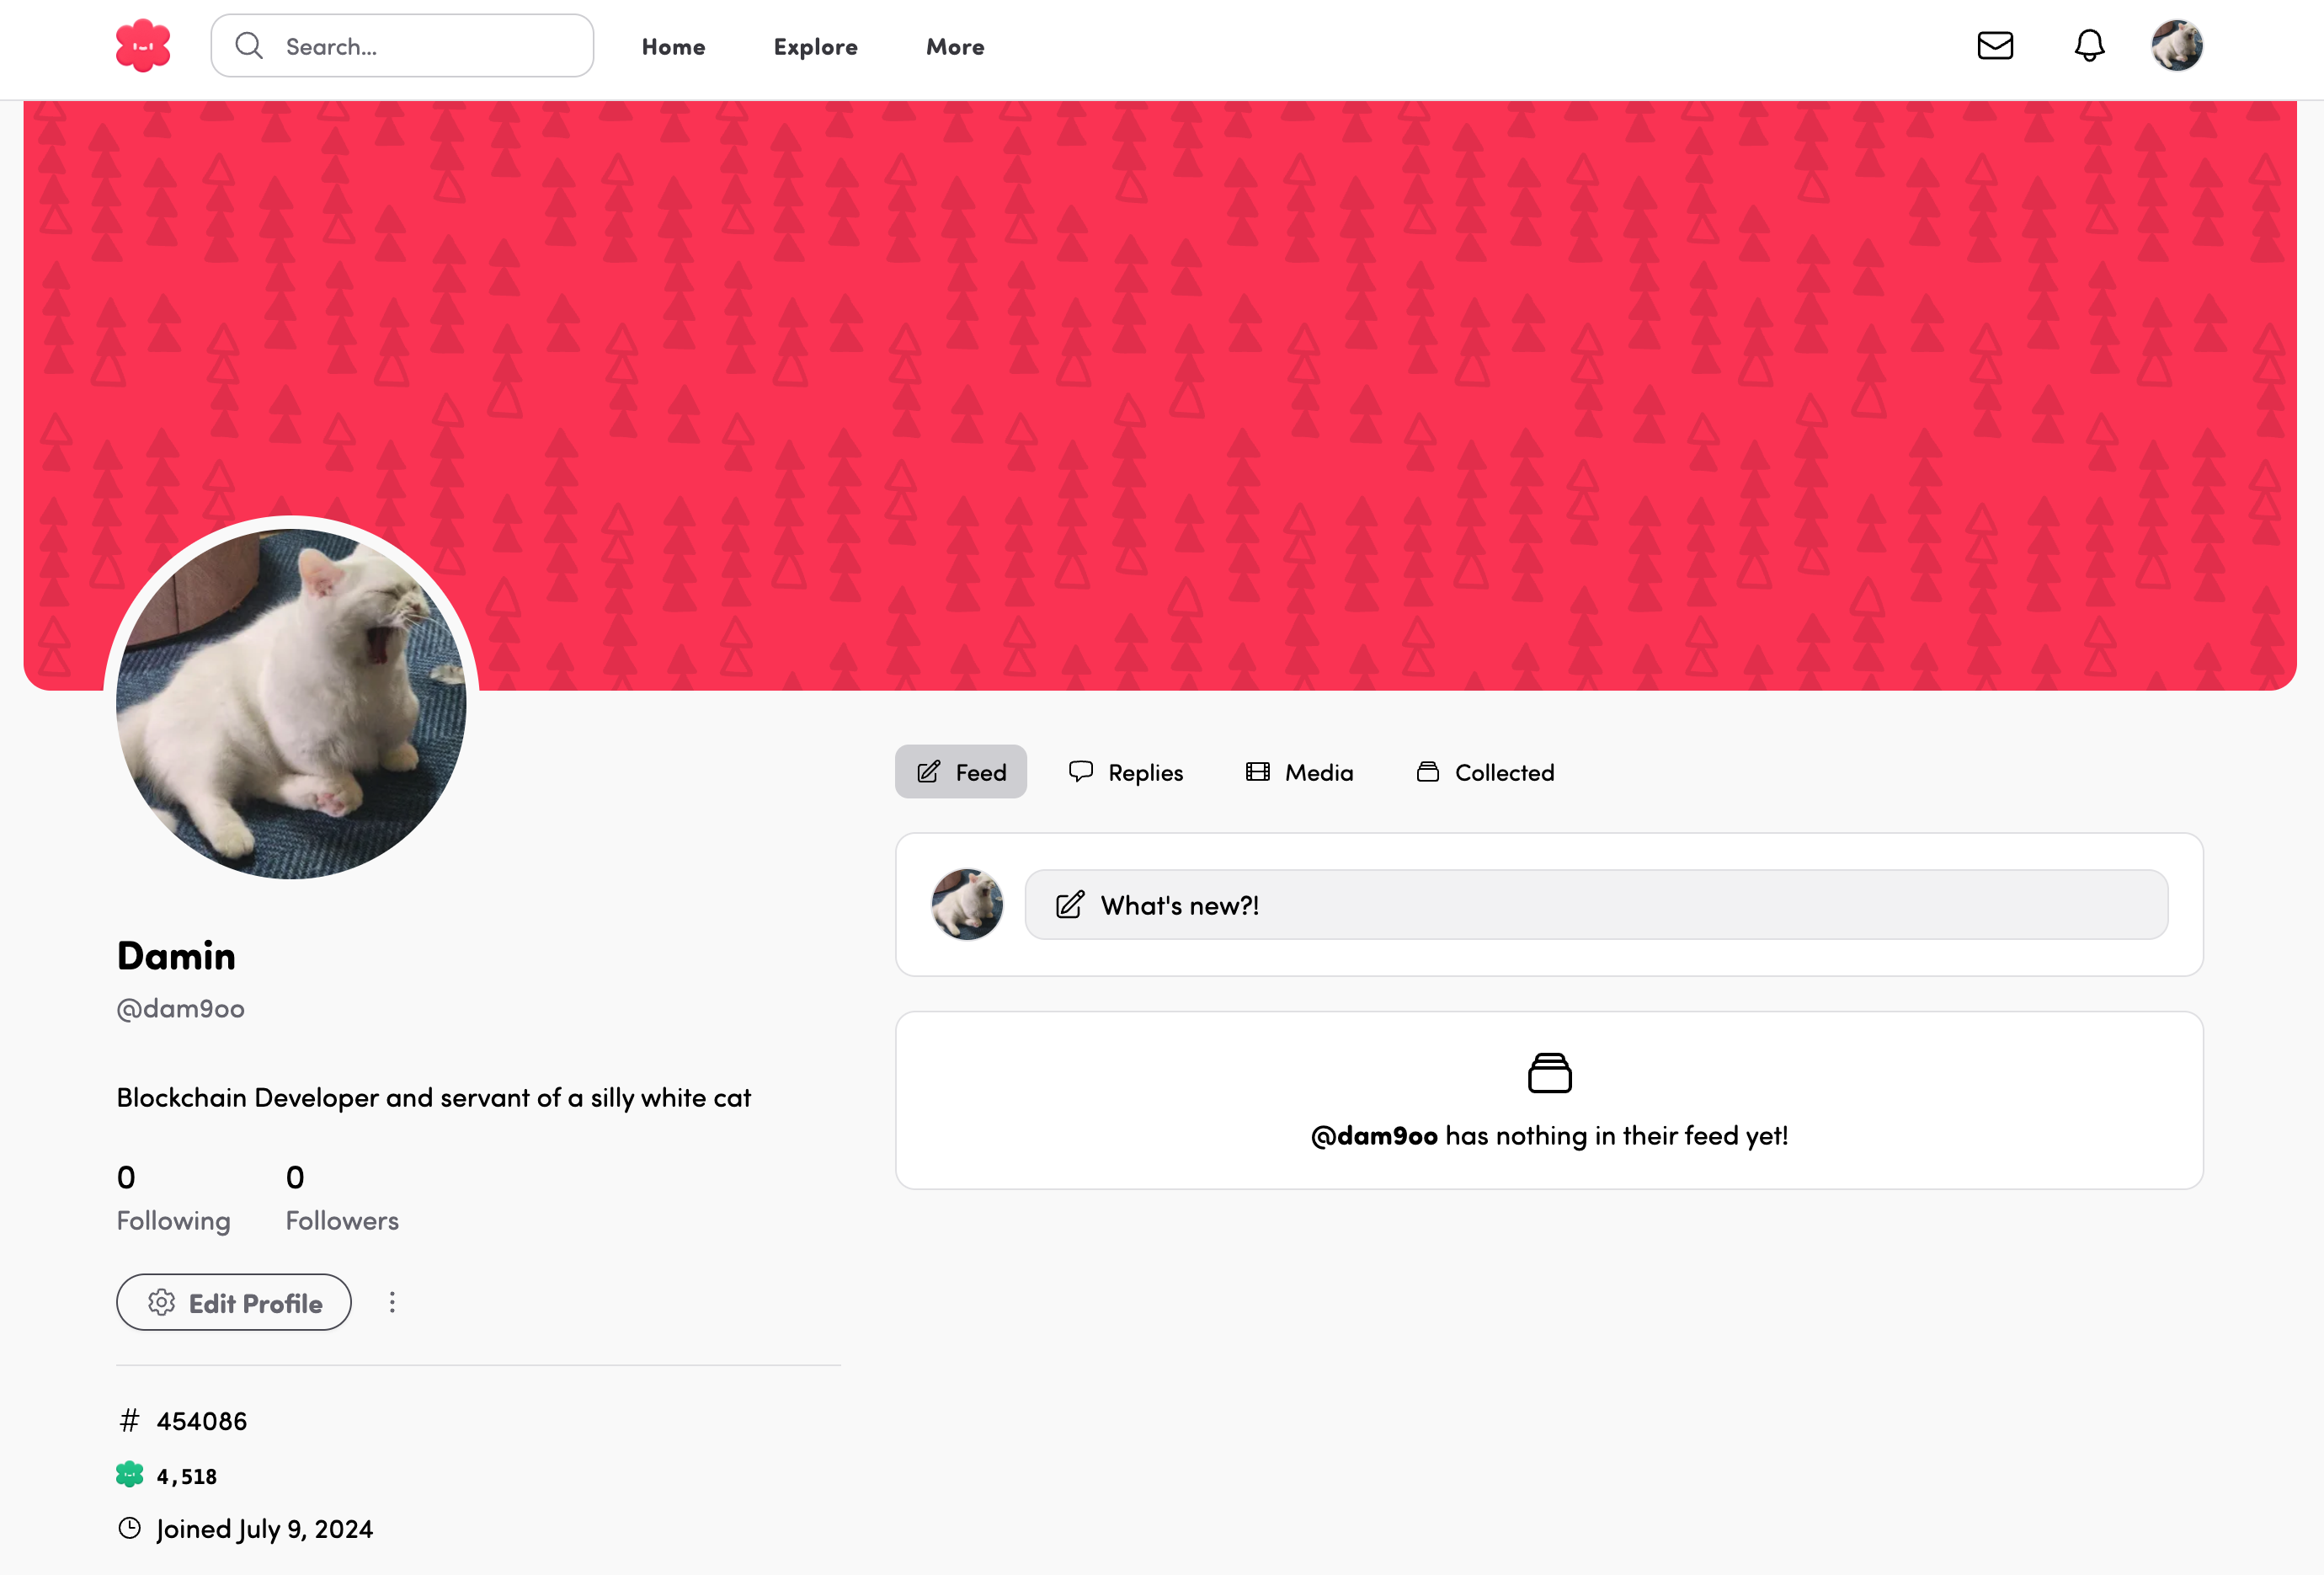 Search...
Home
Explore
More
Feed
Replies
Media
Collected
What's new?!
Damin
@dam9oo
@dam9oo has nothing in their feed yet!
Blockchain Developer and servant of a silly white cat
0
Following
0
Followers
Edit Profile
# 454086
4,518
Joined July 9, 2024